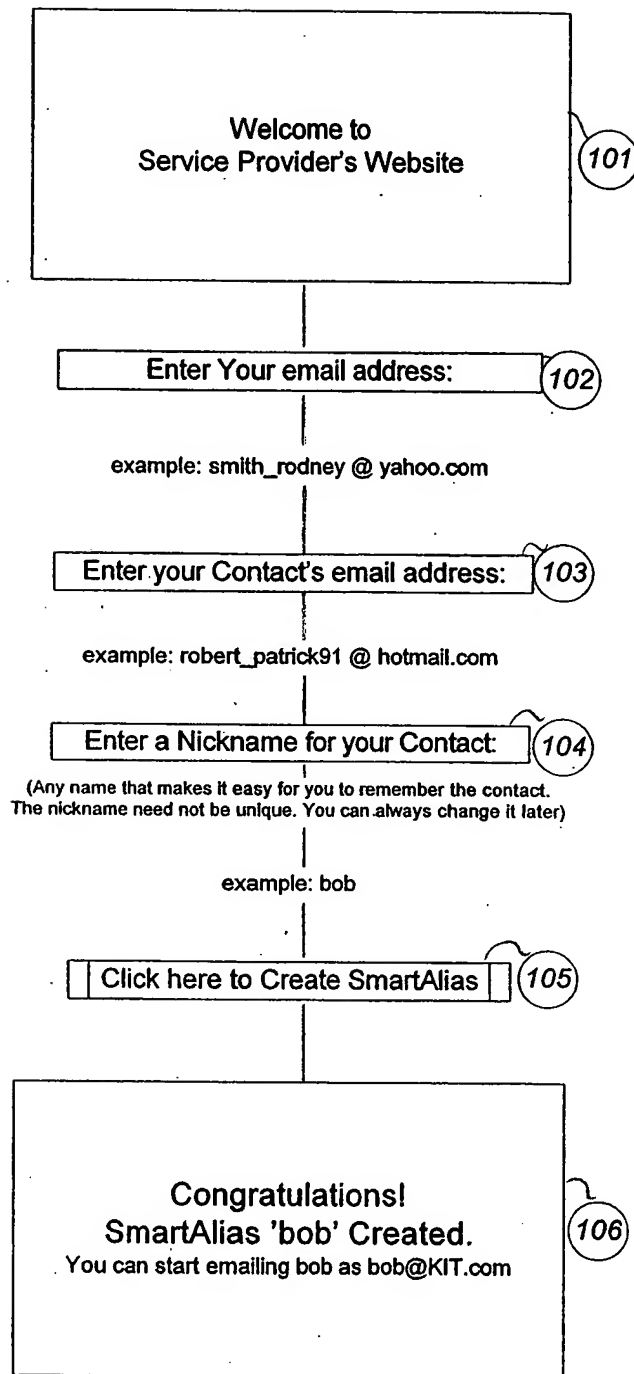 Welcome to
Service Provider's Website
101
Enter Your email address:
102
example: smith_rodney @ yahoo.com
Enter your Contact's email address:
103
example: robert_patrick91 @ hotmail.com
Enter a Nickname for your Contact:
104
(Any name that makes it easy for you to remember the contact.
The nickname need not be unique. You can always change it later)
example: bob
Click here to Create SmartAlias
105
Congratulations!
SmartAlias 'bob' Created.
You can start emailing bob as bob@KIT.com
106